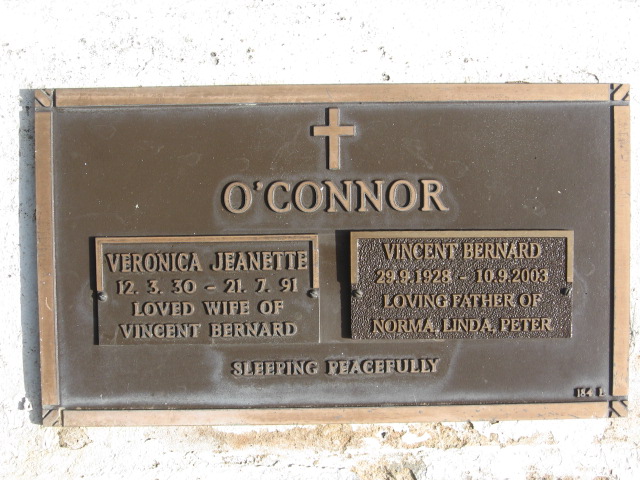 O'CONNOR
VERONICA JEANETTE
12. 3. 30 - 21. 7. 91
LOVED WIFE OF
VINCENT BERNARD
VINCENT BERNARD
29.9.1928 - 10.9.2003
LOVING FATHER OF
NORMA, LINDA, PETER
SLEEPING PEACEFULLY